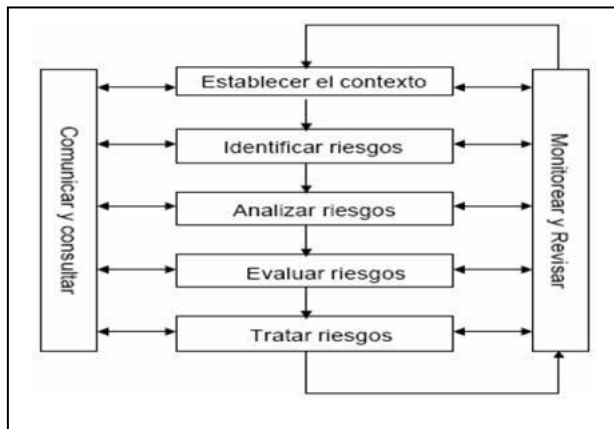 Establecer el contexto
Identificar riesgos
Analizar riesgos
Evaluar riesgos
Tratar riesgos
Comunicar y consultar
Monitorear y Revisar